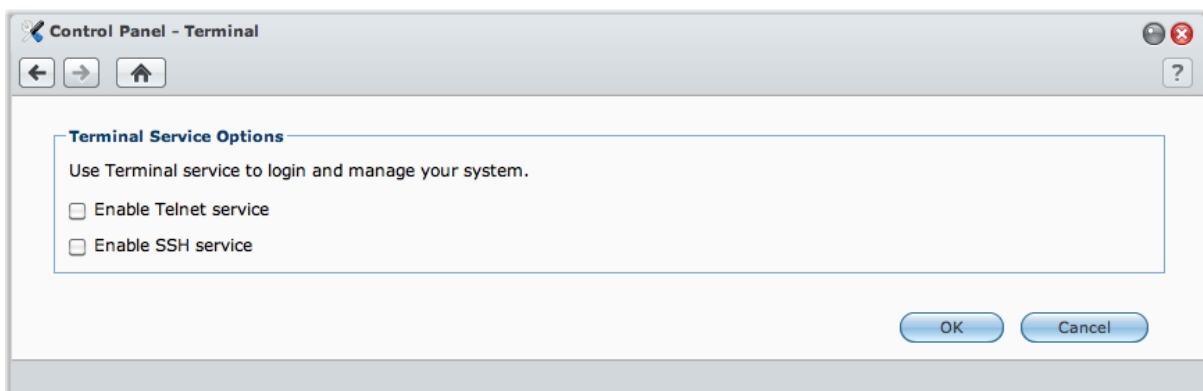 Control Panel - Terminal
?
Terminal Service Options
Use Terminal service to login and manage your system.
Enable Telnet service
Enable SSH service
OK Cancel